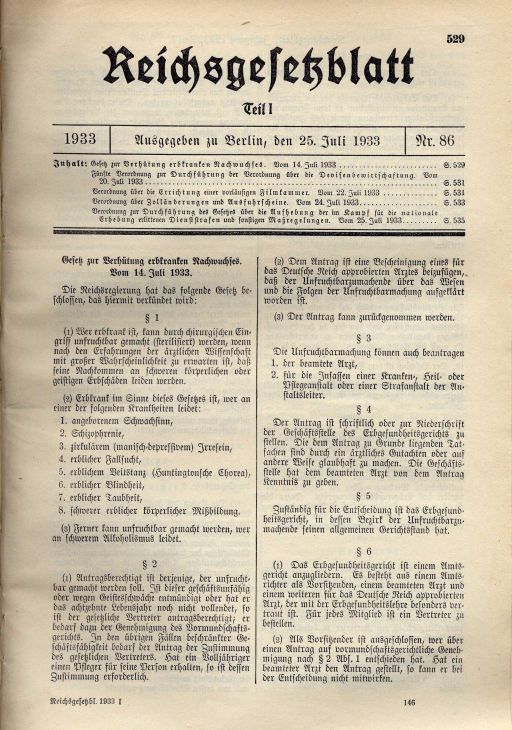 529
Reichsgesetzblatt
Teil I
1933 Ausgegeben zu Berlin, den 25. Juli 1933 Nr. 86
Inhalt: Gesetz zur Verhütung erbkranken Nachwuchses. Vom 14. Juli 1933 S. 529
Fünfte Verordnung zur Durchführung der Verordnung über die Devisenbewirtschaftung. Vom
20. Juli 1933 S. 531
Verordnung über die Errichtung einer vorläufigen Filmkammer. Vom 22. Juli 1933 S. 531
Verordnung über Zolländerungen und Ausfuhrscheine. Vom 24. Juli 1933 S. 533
Verordnung zur Durchführung des Gesetzes über die Aufhebung der im Kampf für die nationale
Erhebung erlittenen Dienststrafen und sonstigen Maßregelungen. Vom 25. Juli 1933 S. 535
Gesetz zur Verhütung erbkranken Nachwuchses.
Vom 14. Juli 1933.
Die Reichsregierung hat das folgende Gesetz be-
schlossen, das hiermit verkündet wird:
§ 1
(1) Wer erbkrank ist, kann durch chirurgischen Ein-
griff unfruchtbar gemacht (sterilisiert) werden, wenn
nach den Erfahrungen der ärztlichen Wissenschaft
mit großer Wahrscheinlichkeit zu erwarten ist, daß
seine Nachkommen an schweren körperlichen oder
geistigen Erbschäden leiden werden.
(2) Erbkrank im Sinne dieses Gesetzes ist, wer an
einer der folgenden Krankheiten leidet:
1. angeborenem Schwachsinn,
2. Schizophrenie,
3. zirkulärem (manisch-depressivem) Irresein,
4. erblicher Fallsucht,
5. erblichem Veitstanz (Huntingtonsche Chorea),
6. erblicher Blindheit,
7. erblicher Taubheit,
8. schwerer erblicher körperlicher Mißbildung.
(3) Ferner kann unfruchtbar gemacht werden, wer
an schwerem Alkoholismus leidet.
§ 2
(1) Antragsberechtigt ist derjenige, der unfrucht-
bar gemacht werden soll. Ist dieser geschäftsunfähig
oder wegen Geistesschwäche entmündigt oder hat er
das achtzehnte Lebensjahr noch nicht vollendet, so
ist der gesetzliche Vertreter antragsberechtigt; er
bedarf dazu der Genehmigung des Vormundschafts-
gerichts. In den übrigen Fällen beschränkter Ge-
schäftsfähigkeit bedarf der Antrag der Zustimmung
des gesetzlichen Vertreters. Hat ein Volljähriger
einen Pfleger für seine Person erhalten, so ist dessen
Zustimmung erforderlich.
(2) Dem Antrag ist eine Bescheinigung eines für
das Deutsche Reich approbierten Arztes beizufügen,
daß der Unfruchtbarzumachende über das Wesen
und die Folgen der Unfruchtbarmachung aufgeklärt
worden ist.
(3) Der Antrag kann zurückgenommen werden.
§ 3
Die Unfruchtbarmachung können auch beantragen
1. der beamtete Arzt,
2. für die Insassen einer Kranken-, Heil- oder
Pflegeanstalt oder einer Strafanstalt der An-
staltsleiter.
§ 4
Der Antrag ist schriftlich oder zur Niederschrift
der Geschäftsstelle des Erbgesundheitsgerichts zu
stellen. Die dem Antrag zu Grunde liegenden Tat-
sachen sind durch ein ärztliches Gutachten oder auf
andere Weise glaubhaft zu machen. Die Geschäfts-
stelle hat dem beamteten Arzt von dem Antrag
Kenntnis zu geben.
§ 5
Zuständig für die Entscheidung ist das Erbgesund-
heitsgericht, in dessen Bezirk der Unfruchtbarzu-
machende seinen allgemeinen Gerichtsstand hat.
§ 6
(1) Das Erbgesundheitsgericht ist einem Amts-
gericht anzugliedern. Es besteht aus einem Amts-
richter als Vorsitzenden, einem beamteten Arzt und
einem weiteren für das Deutsche Reich approbierten
Arzt, der mit der Erbgesundheitslehre besonders ver-
traut ist. Für jedes Mitglied ist ein Vertreter zu
bestellen.
(2) Als Vorsitzender ist ausgeschlossen, wer über
einen Antrag auf vormundschaftsgerichtliche Geneh-
migung nach § 2 Abs. 1 entschieden hat. Hat ein
beamteter Arzt den Antrag gestellt, so kann er bei
der Entscheidung nicht mitwirken.
Reichsgesetzbl. 1933 I 146